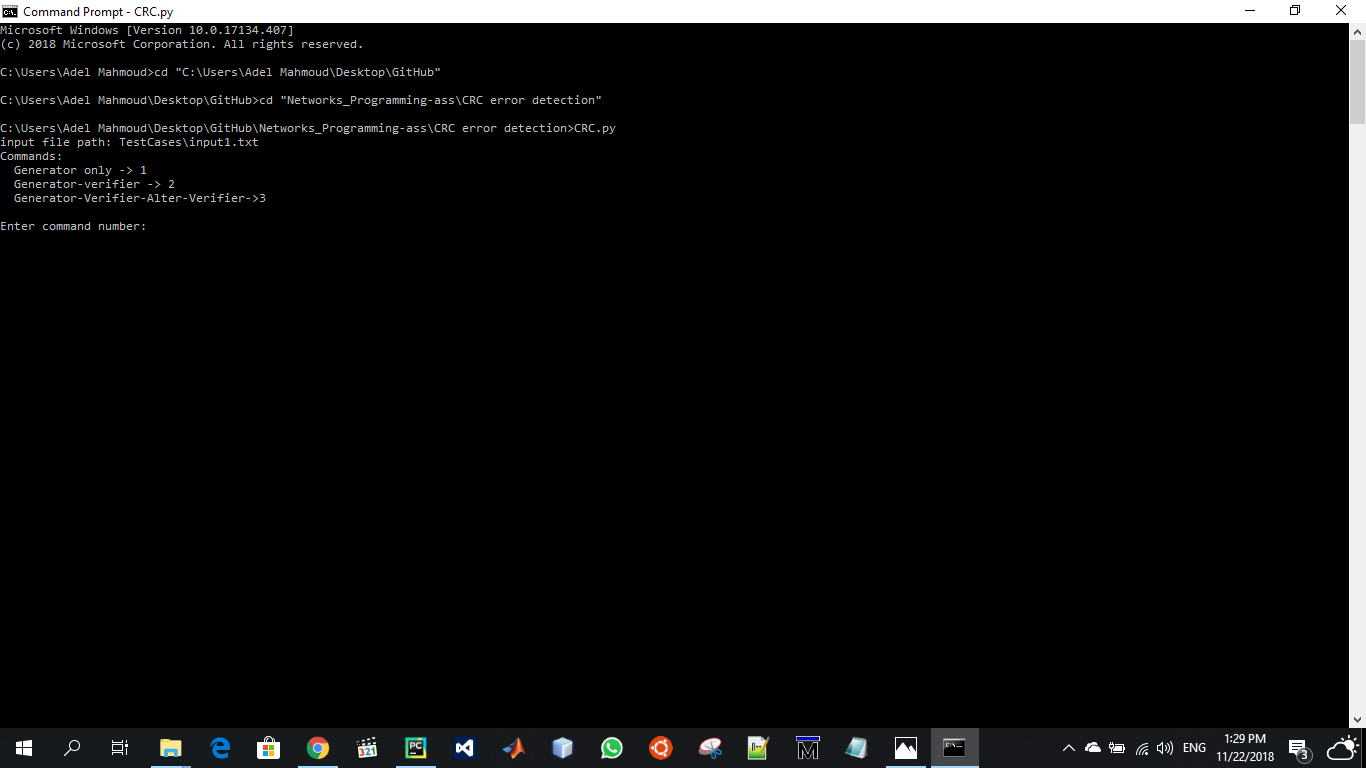 Command Prompt - CRC.py
Microsoft Windows [Version 10.0.17134.407]
(c) 2018 Microsoft Corporation. All rights reserved.
C:\Users\Adel Mahmoud>cd "C:\Users\Adel Mahmoud\Desktop\GitHub"
C:\Users\Adel Mahmoud\Desktop\GitHub>cd "Networks_Programming-ass\CRC error detection"
C:\Users\Adel Mahmoud\Desktop\GitHub\Networks_Programming-ass\CRC error detection>CRC.py
input file path: TestCases\input1.txt
Commands:
  Generator only -> 1
  Generator-verifier -> 2
  Generator-Verifier-Alter-Verifier->3
Enter command number:
321
PC
ENG
1:29 PM
11/22/2018
3